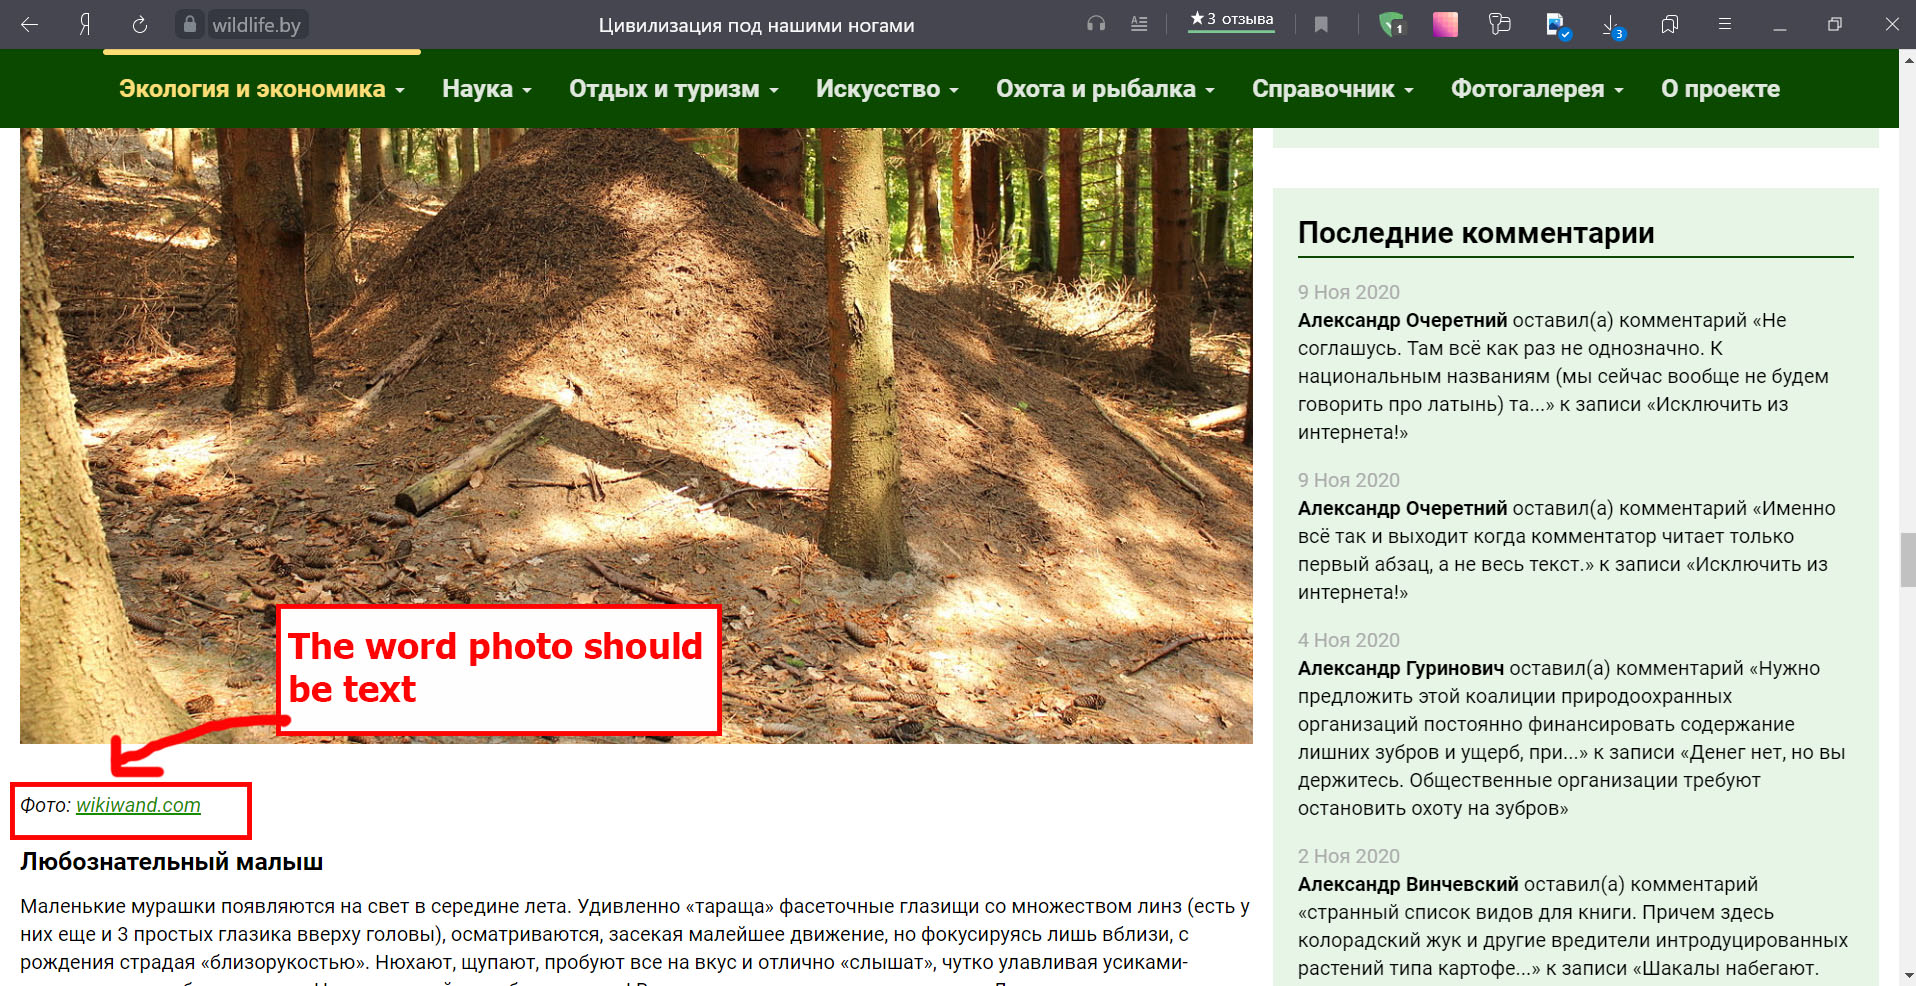 wildlife.by
Цивилизация под нашими ногами
★3 отзыва
1
3
Экология и экономика
Наука
Отдых и туризм
Искусство
Охота и рыбалка
Справочник
Фотогалерея
О проекте
The word photo should
be text
Фото: wikiwand.com
Любознательный малыш
Маленькие мурашки появляются на свет в середине лета. Удивленно «тараща» фасеточные глазищи со множеством линз (есть у
них еще и 3 простых глазика вверху головы), осматриваются, засекая малейшее движение, но фокусируясь лишь вблизи, с
рождения страдая «близорукостью». Нюхают, щупают, пробуют все на вкус и отлично «слышат», чутко улавливая усиками-
Последние комментарии
9 Ноя 2020
Александр Очеретний оставил(а) комментарий «Не
соглашусь. Там всё как раз не однозначно. К
национальным названиям (мы сейчас вообще не будем
говорить про латынь) та...» к записи «Исключить из
интернета!»
9 Ноя 2020
Александр Очеретний оставил(а) комментарий «Именно
всё так и выходит когда комментатор читает только
первый абзац, а не весь текст.» к записи «Исключить из
интернета!»
4 Ноя 2020
Александр Гуринович оставил(а) комментарий «Нужно
предложить этой коалиции природоохранных
организаций постоянно финансировать содержание
лишних зубров и ущерб, при...» к записи «Денег нет, но вы
держитесь. Общественные организации требуют
остановить охоту на зубров»
2 Ноя 2020
Александр Винчевский оставил(а) комментарий
«странный список видов для книги. Причем здесь
колорадский жук и другие вредители интродуцированных
растений типа картофе...» к записи «Шакалы набегают.